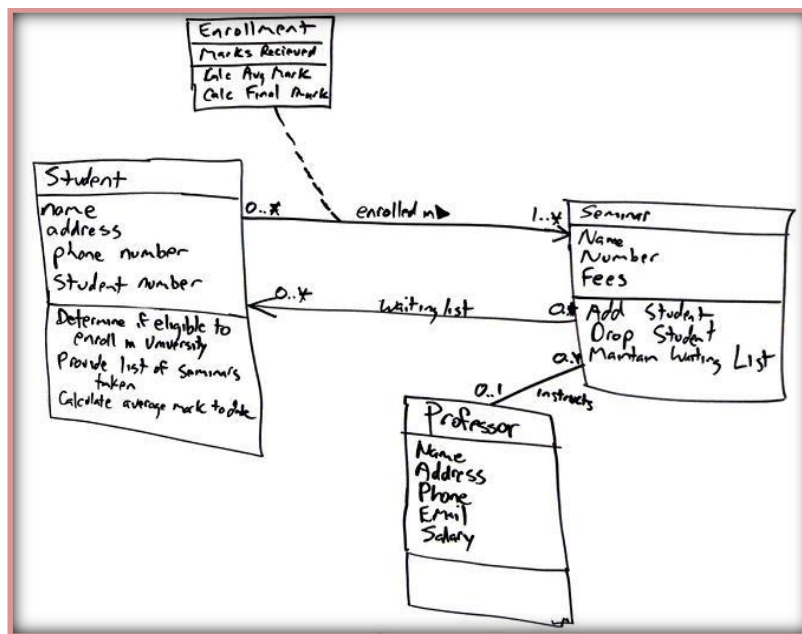 Enrollment
Marks Recieved
Calc Avg Mark
Calc Final Mark
Student
name
address
phone number
Student number
Determine if eligible to
enroll in University
Provide list of Seminars
taken
Calculate average mark to date
0..*
enrolled in▶
1..*
0..*
Waiting list
0..*
Seminar
Name
Number
Fees
Add Student
Drop Student
Maintain Waiting List
0..*
0..1
instructs
Professor
Name
Address
Phone
Email
Salary